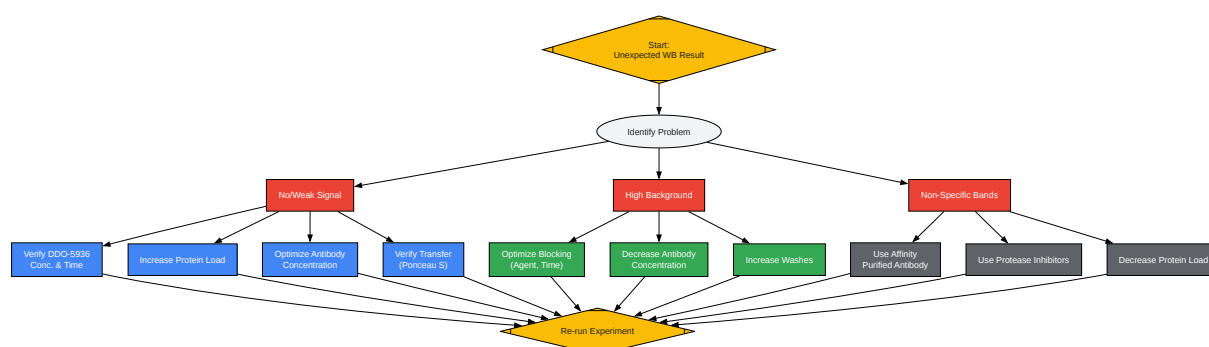 Start:
Unexpected WB Result
Identify Problem
No/Weak Signal
High Background
Non-Specific Bands
Verify DDO-5936
Conc. & Time
Increase Protein Load
Optimize Antibody
Concentration
Verify Transfer
(Ponceau S)
Optimize Blocking
(Agent, Time)
Decrease Antibody
Concentration
Increase Washes
Use Affinity
Purified Antibody
Use Protease Inhibitors
Decrease Protein Load
Re-run Experiment